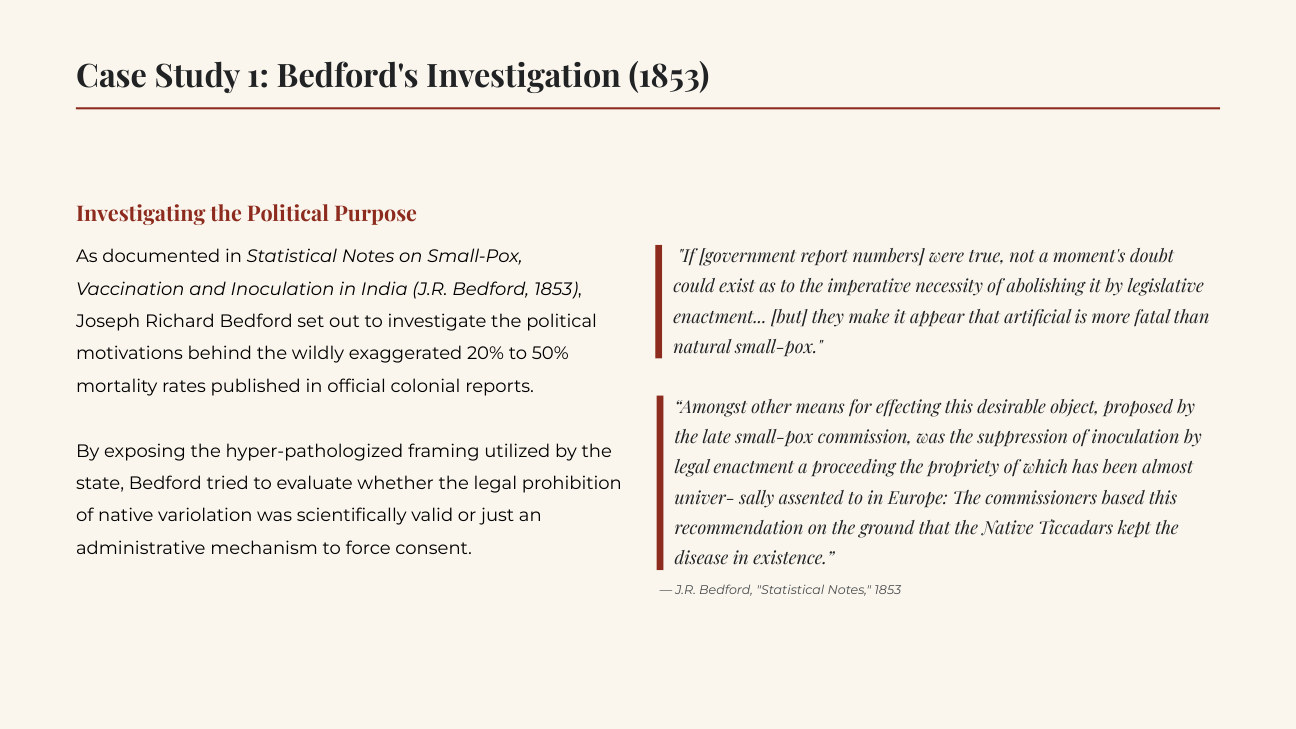 Case Study 1: Bedford's Investigation (1853)
Investigating the Political Purpose
As documented in Statistical Notes on Small-Pox,
Vaccination and Inoculation in India (J.R. Bedford, 1853),
Joseph Richard Bedford set out to investigate the political
motivations behind the wildly exaggerated 20% to 50%
mortality rates published in official colonial reports.
By exposing the hyper-pathologized framing utilized by the
state, Bedford tried to evaluate whether the legal prohibition
of native variolation was scientifically valid or just an
administrative mechanism to force consent.
"If [government report numbers] were true, not a moment's doubt
could exist as to the imperative necessity of abolishing it by legislative
enactment... [but] they make it appear that artificial is more fatal than
natural small-pox."
“Amongst other means for effecting this desirable object, proposed by
the late small-pox commission, was the suppression of inoculation by
legal enactment a proceeding the propriety of which has been almost
univer- sally assented to in Europe: The commissioners based this
recommendation on the ground that the Native Ticcadars kept the
disease in existence.”
— J.R. Bedford, "Statistical Notes," 1853